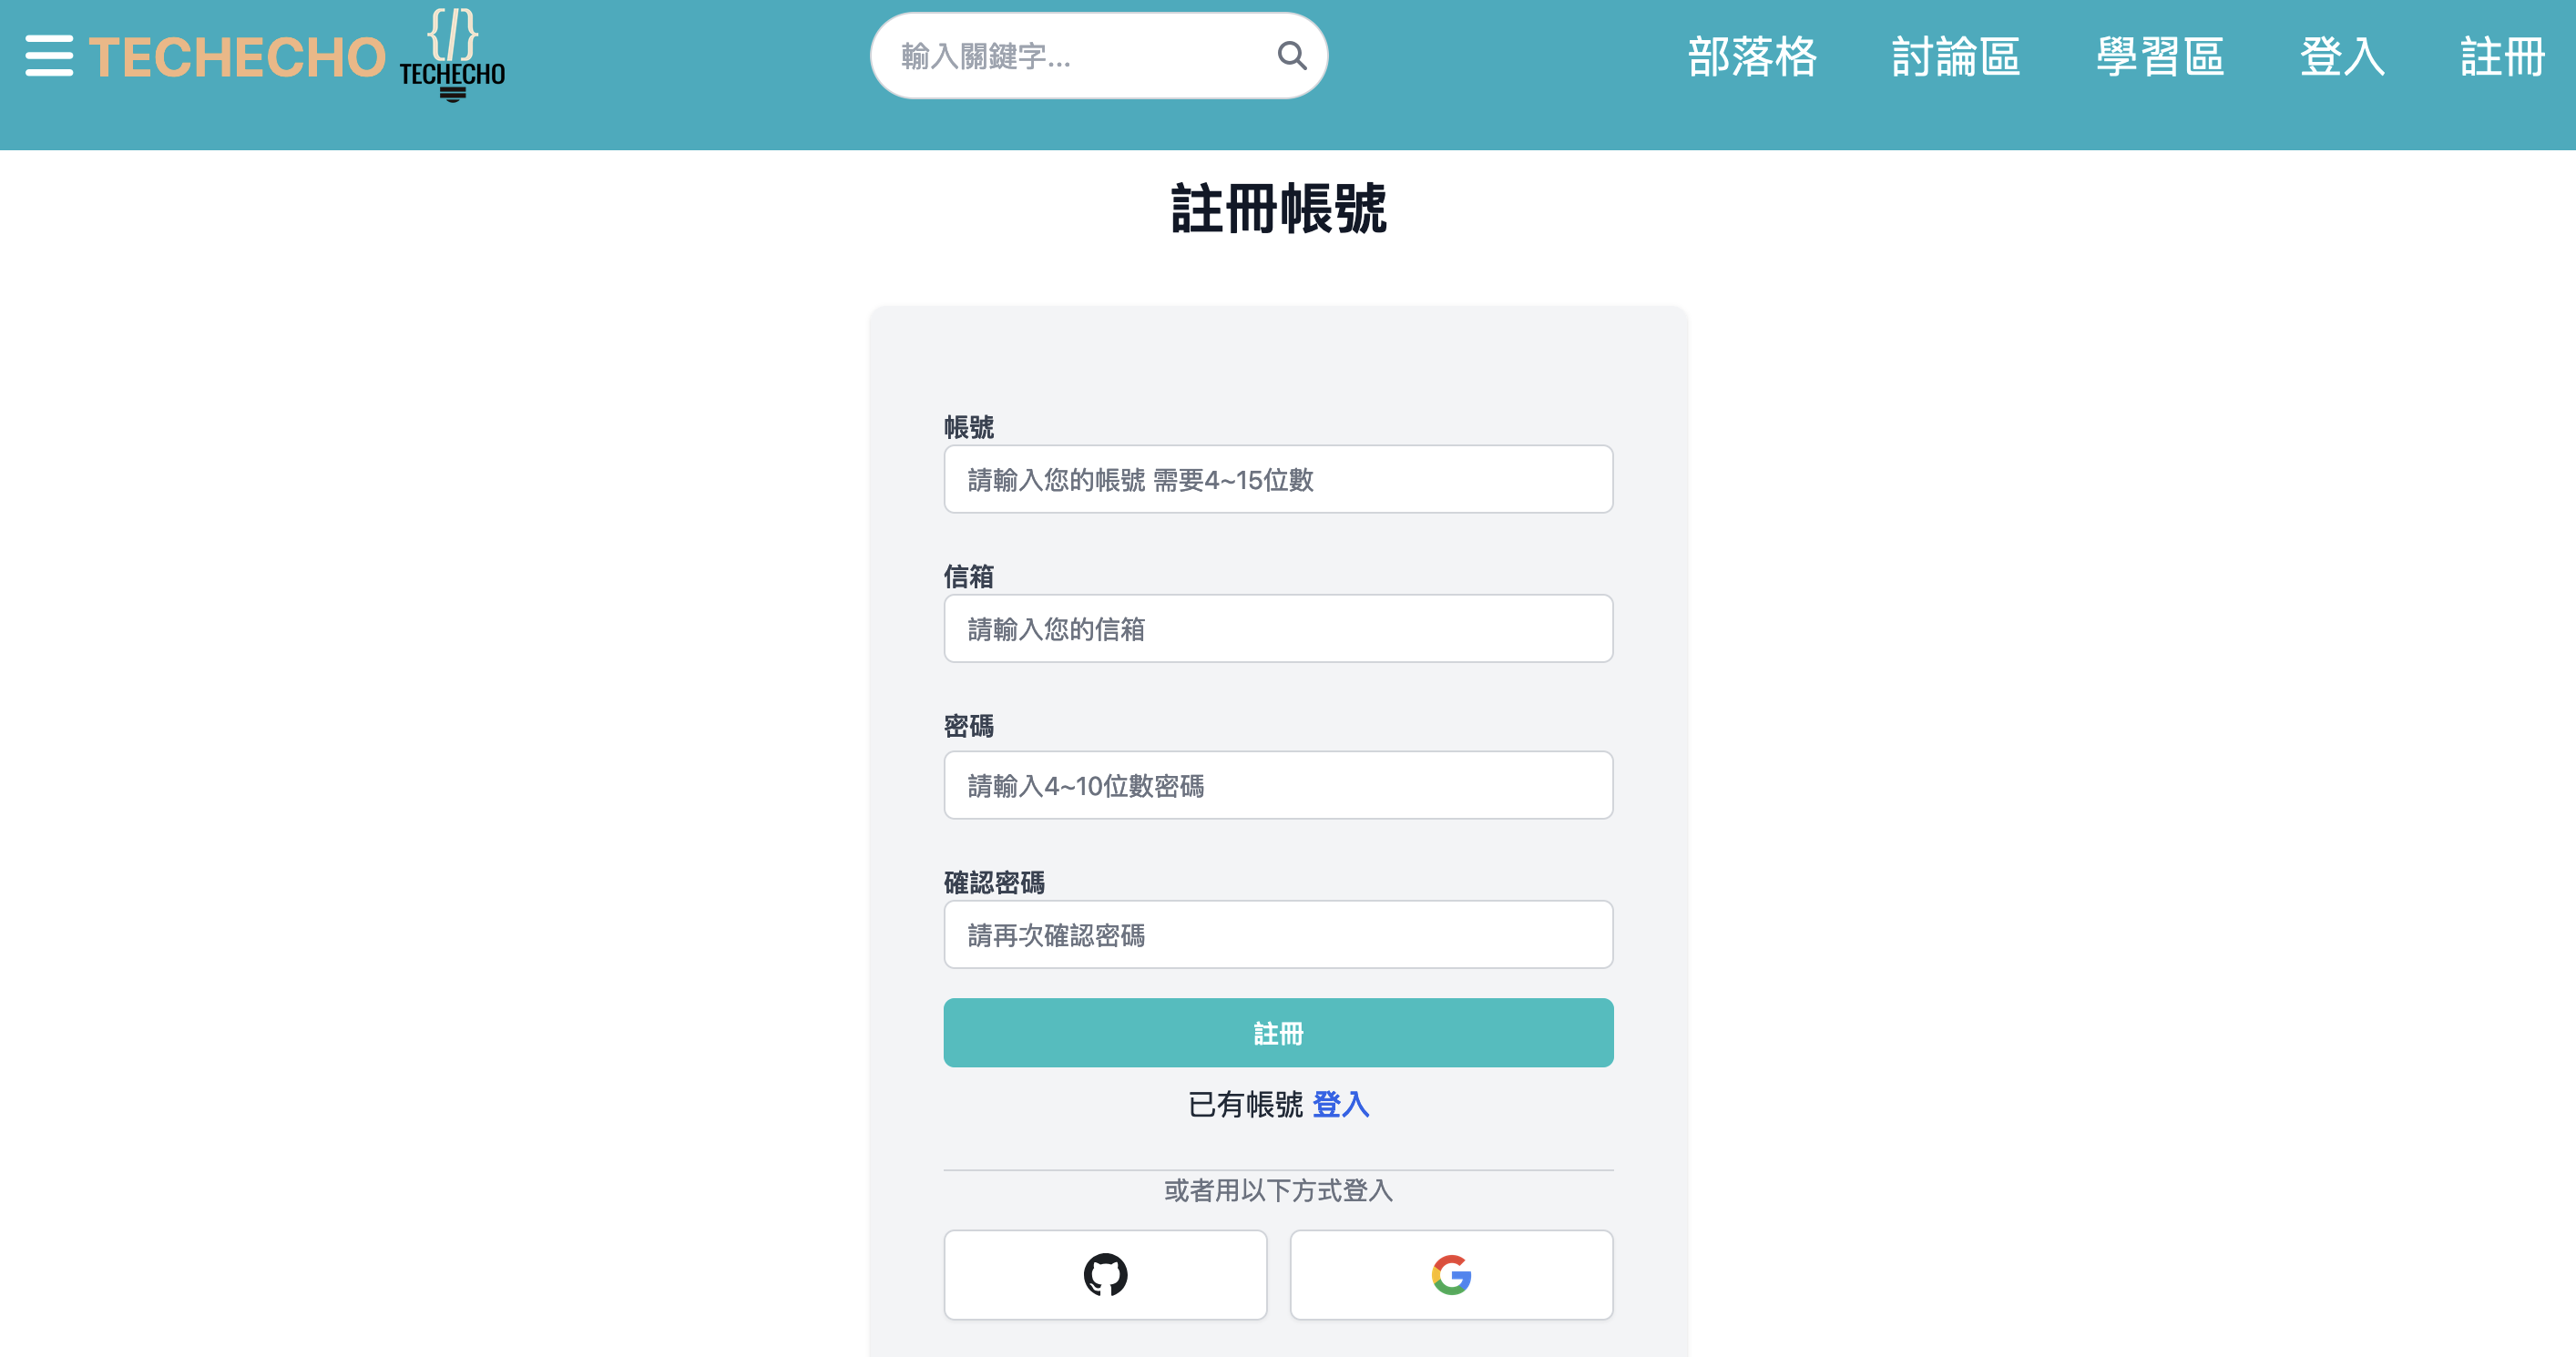 TECHECHO
{/}
TECHECHO
輸入關鍵字...
部落格 討論區 學習區 登入 註冊
註冊帳號
帳號
請輸入您的帳號 需要4~15位數
信箱
請輸入您的信箱
密碼
請輸入4~10位數密碼
確認密碼
請再次確認密碼
註冊
已有帳號 登入
或者用以下方式登入